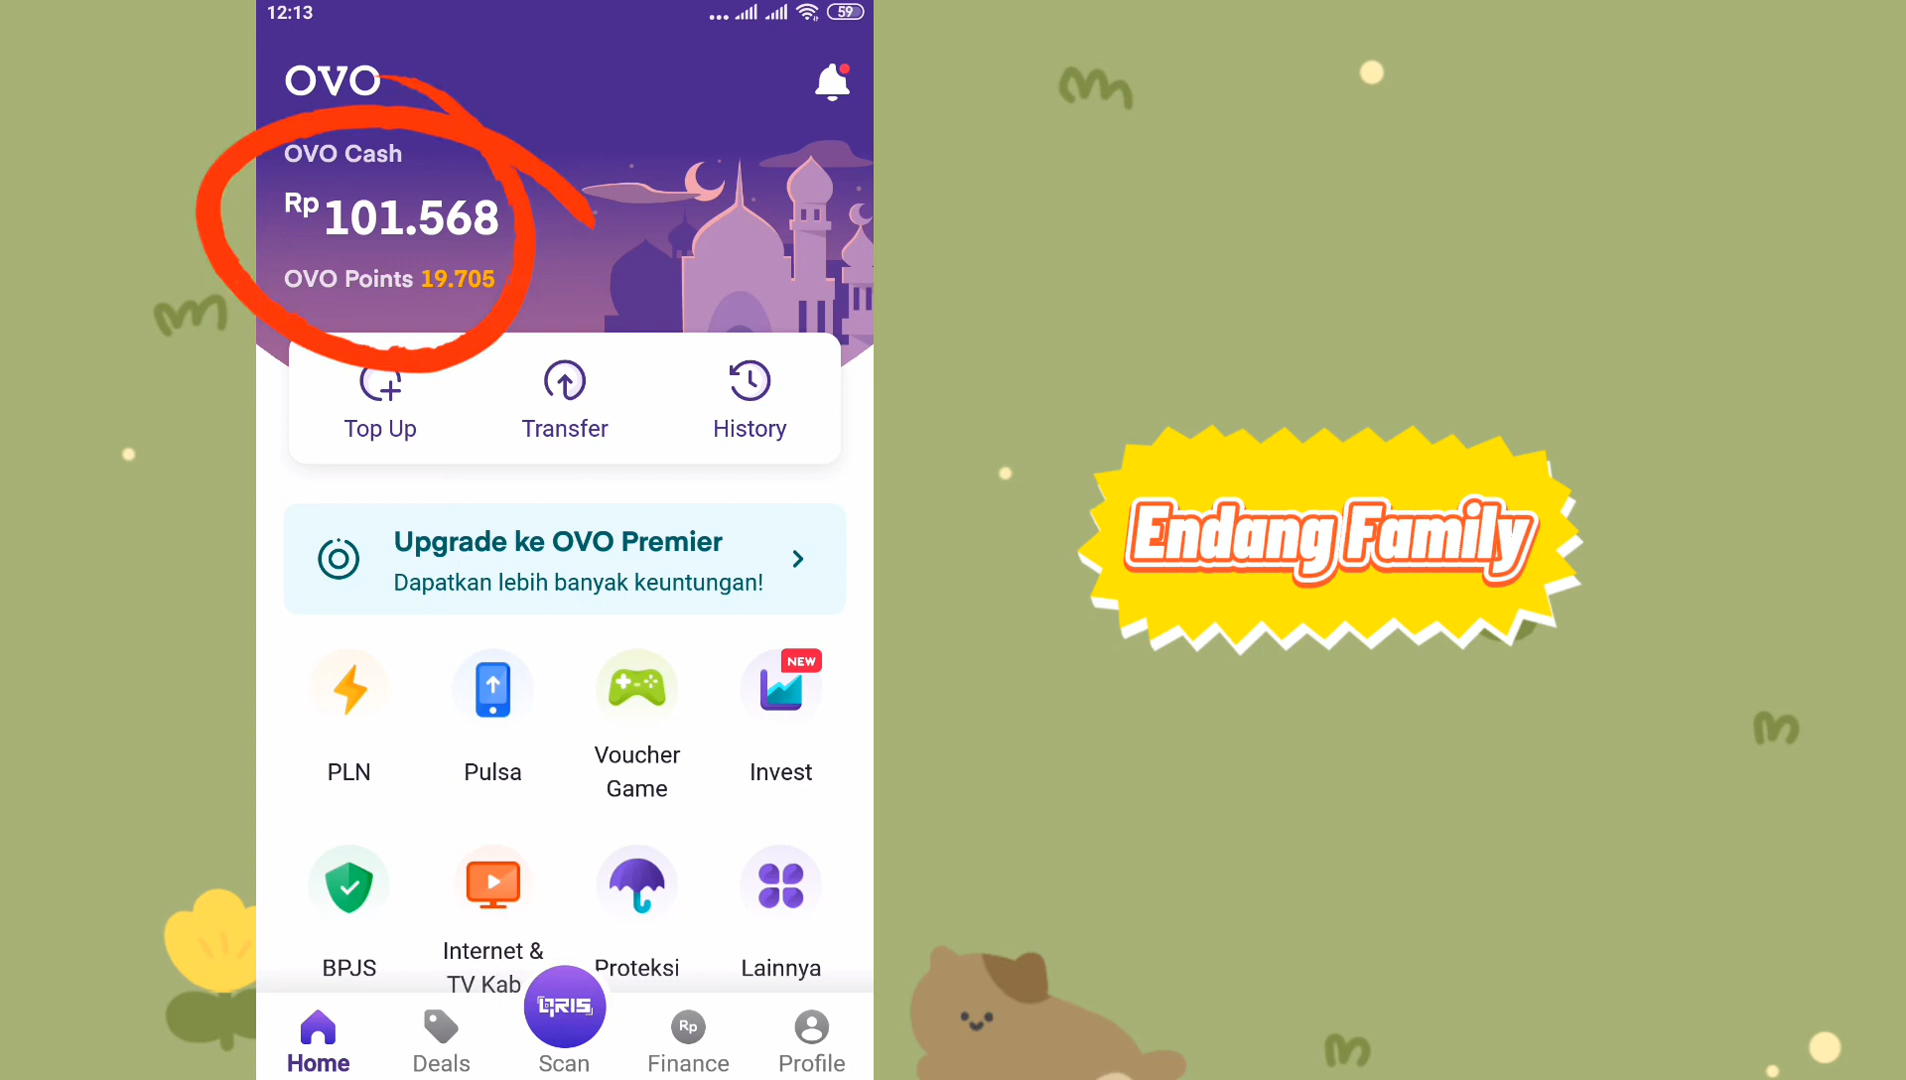 12:13
59
OVO
OVO Cash
Rp 101.568
OVO Points 19.705
Top Up
Transfer
History
Upgrade ke OVO Premier
Dapatkan lebih banyak keuntungan!
NEW
PLN
Pulsa
Voucher
Game
Invest
BPJS
Internet &
TV Kab
Proteksi
Lainnya
QRIS
Rp
Home
Deals
Scan
Finance
Profile
Endang Family